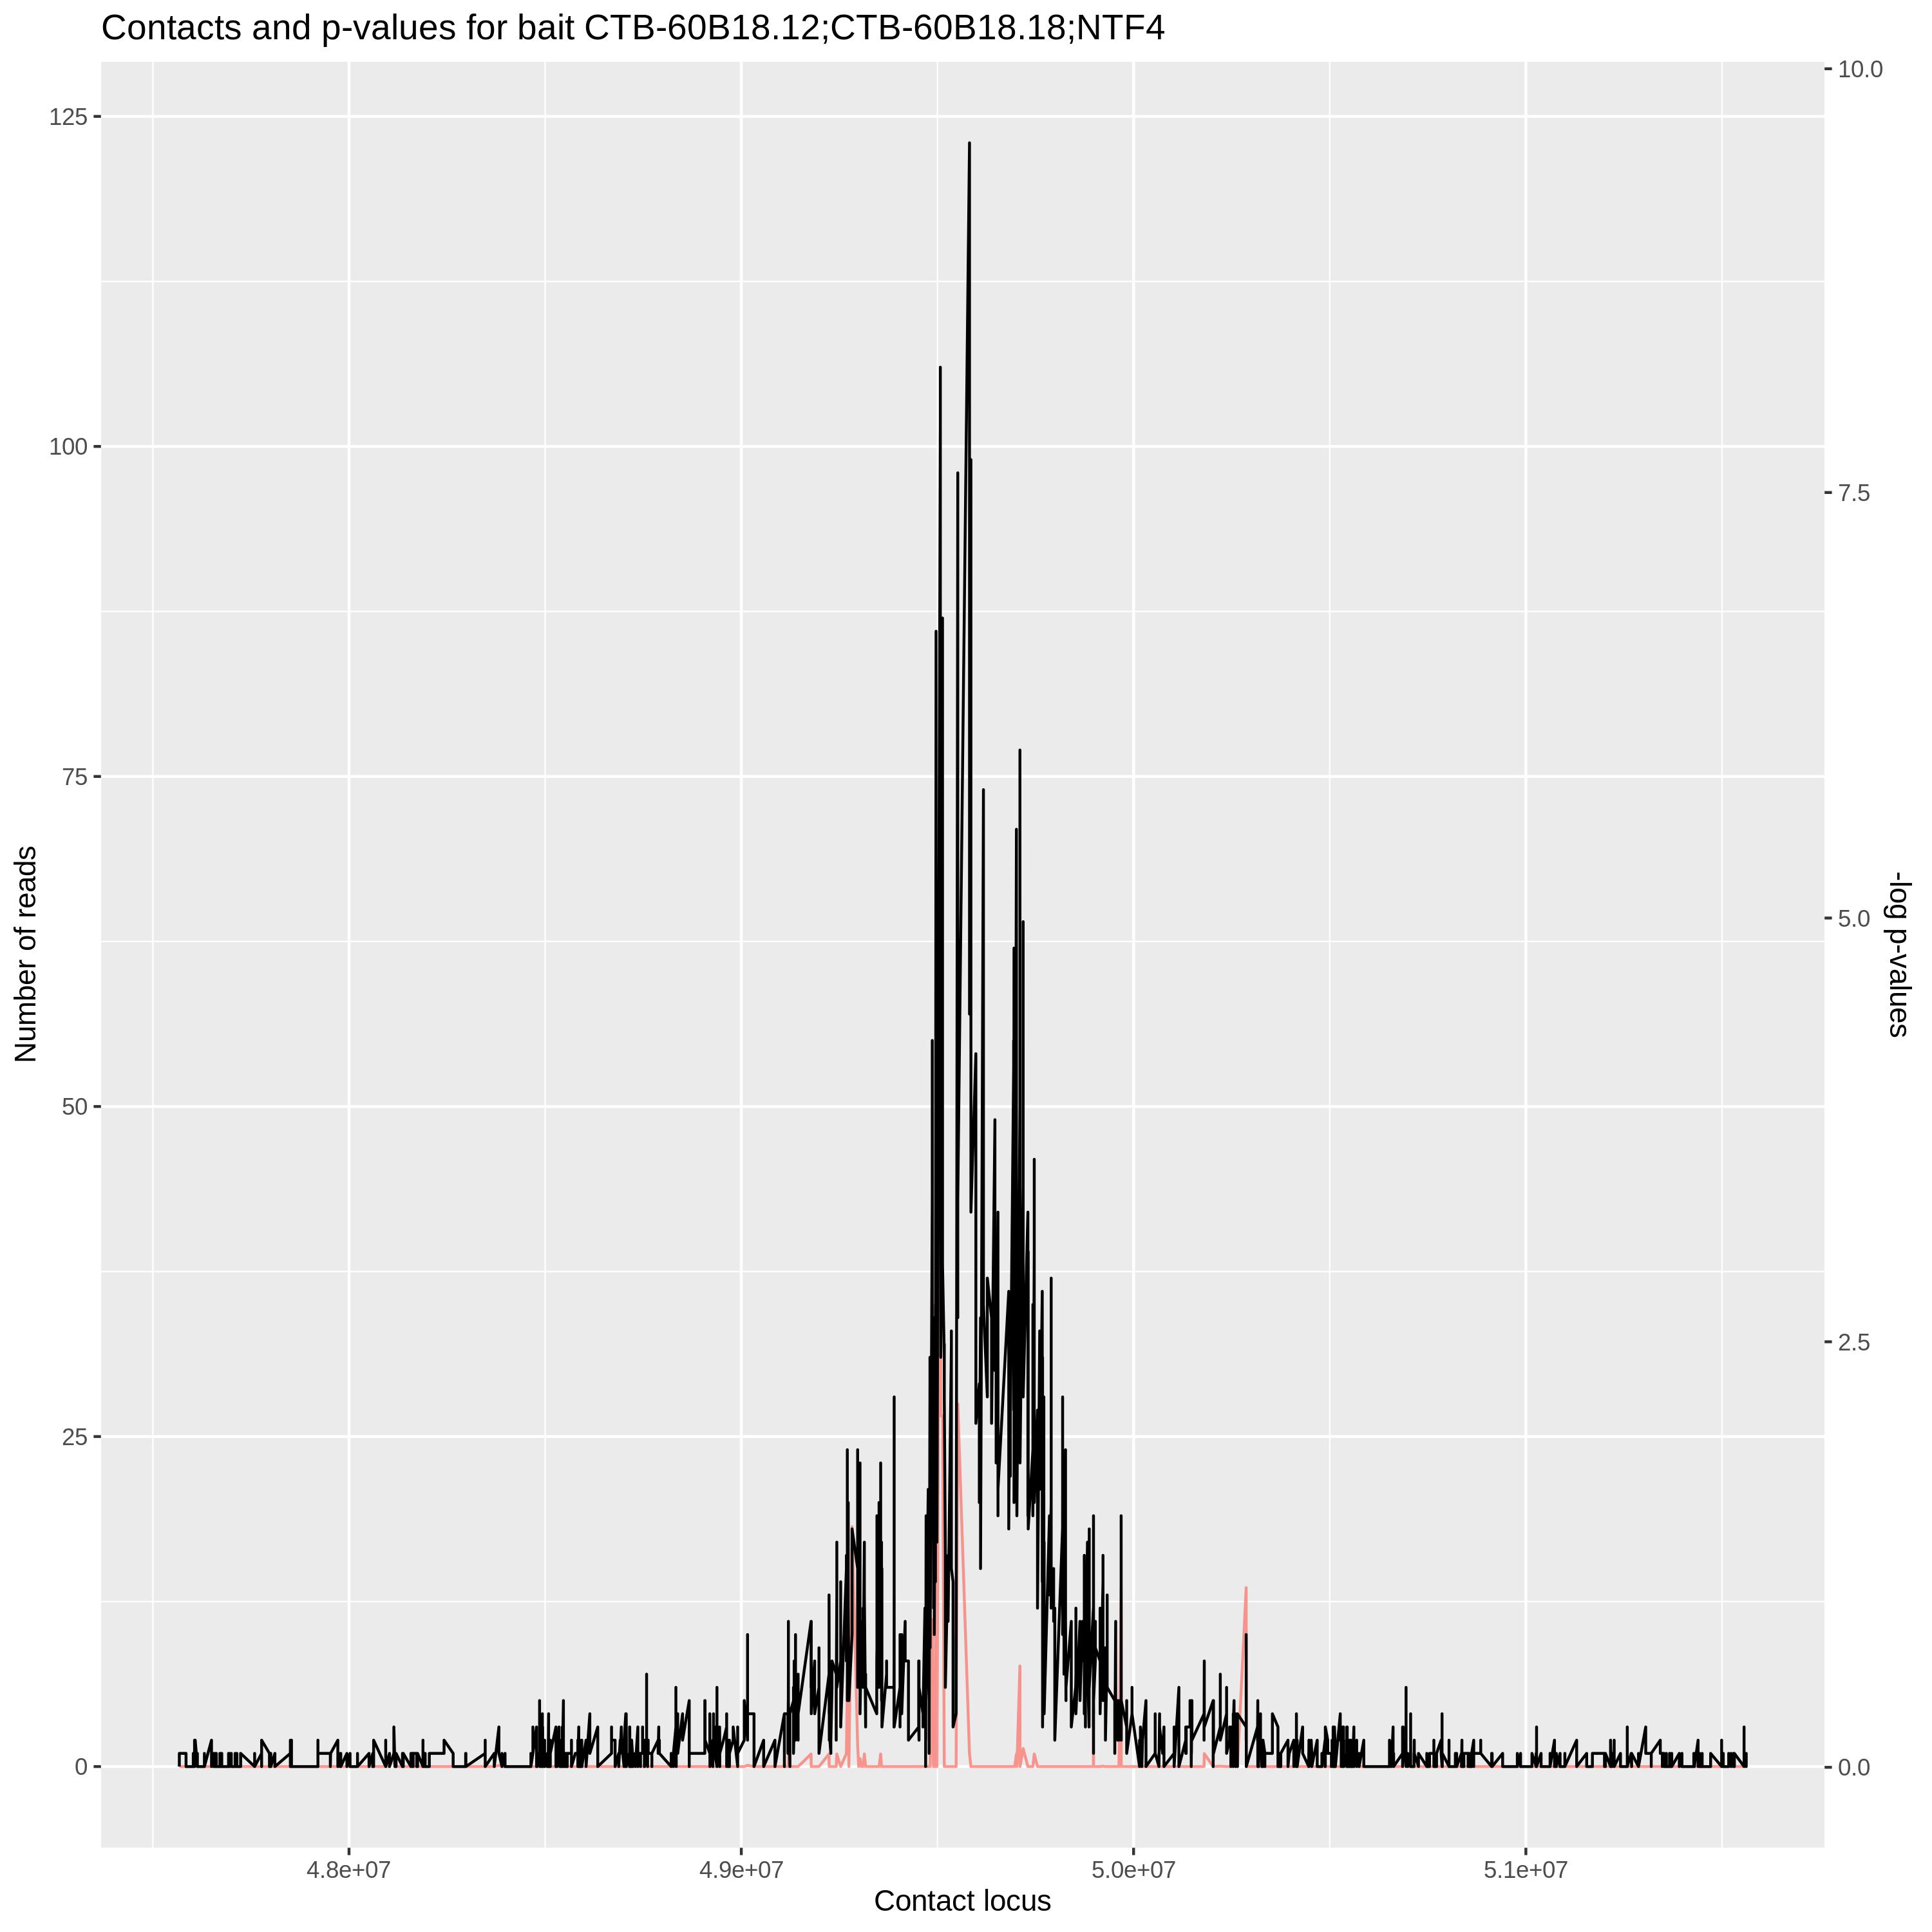 Contacts and p-values for bait CTB-60B18.12;CTB-60B18.18;NTF4
Number of reads
125
100
75
50
25
0
10.0
7.5
5.0
2.5
0.0
-log p-values
4.8e+07
4.9e+07
5.0e+07
5.1e+07
Contact locus